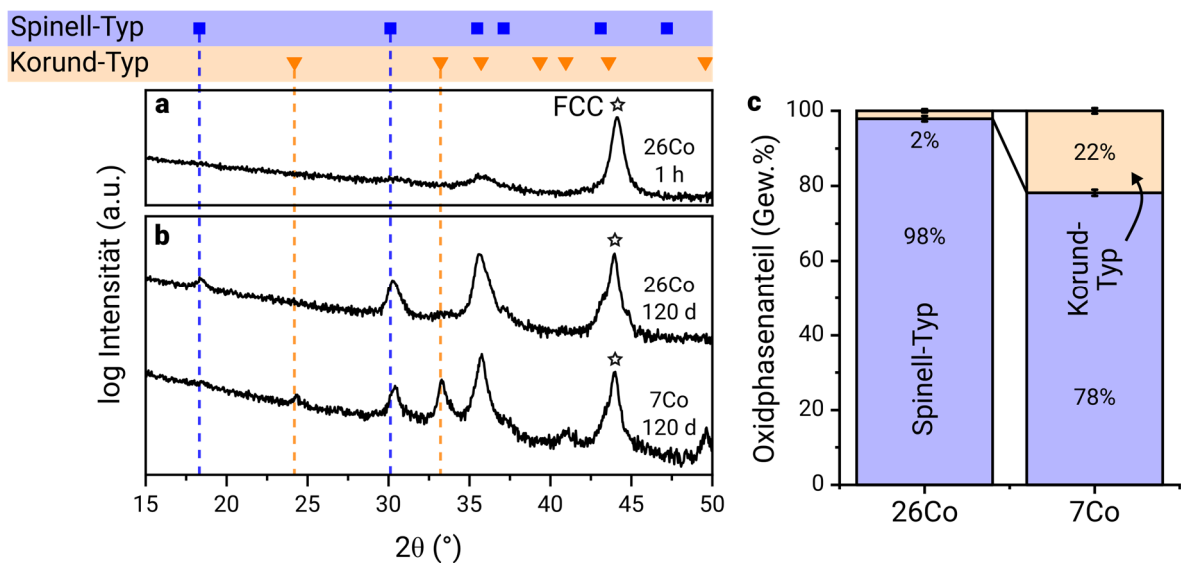 Spinell-Typ
Korund-Typ
a
FCC
26Co
1 h
b
26Co
120 d
7Co
120 d
log Intensität (a.u.)
15 20 25 30 35 40 45 50
2θ (°)
c
Oxidphasenanteil (Gew.%)
100
80
60
40
20
0
2%
98%
Spinell-Typ
22%
Korund-
Typ
78%
26Co 7Co